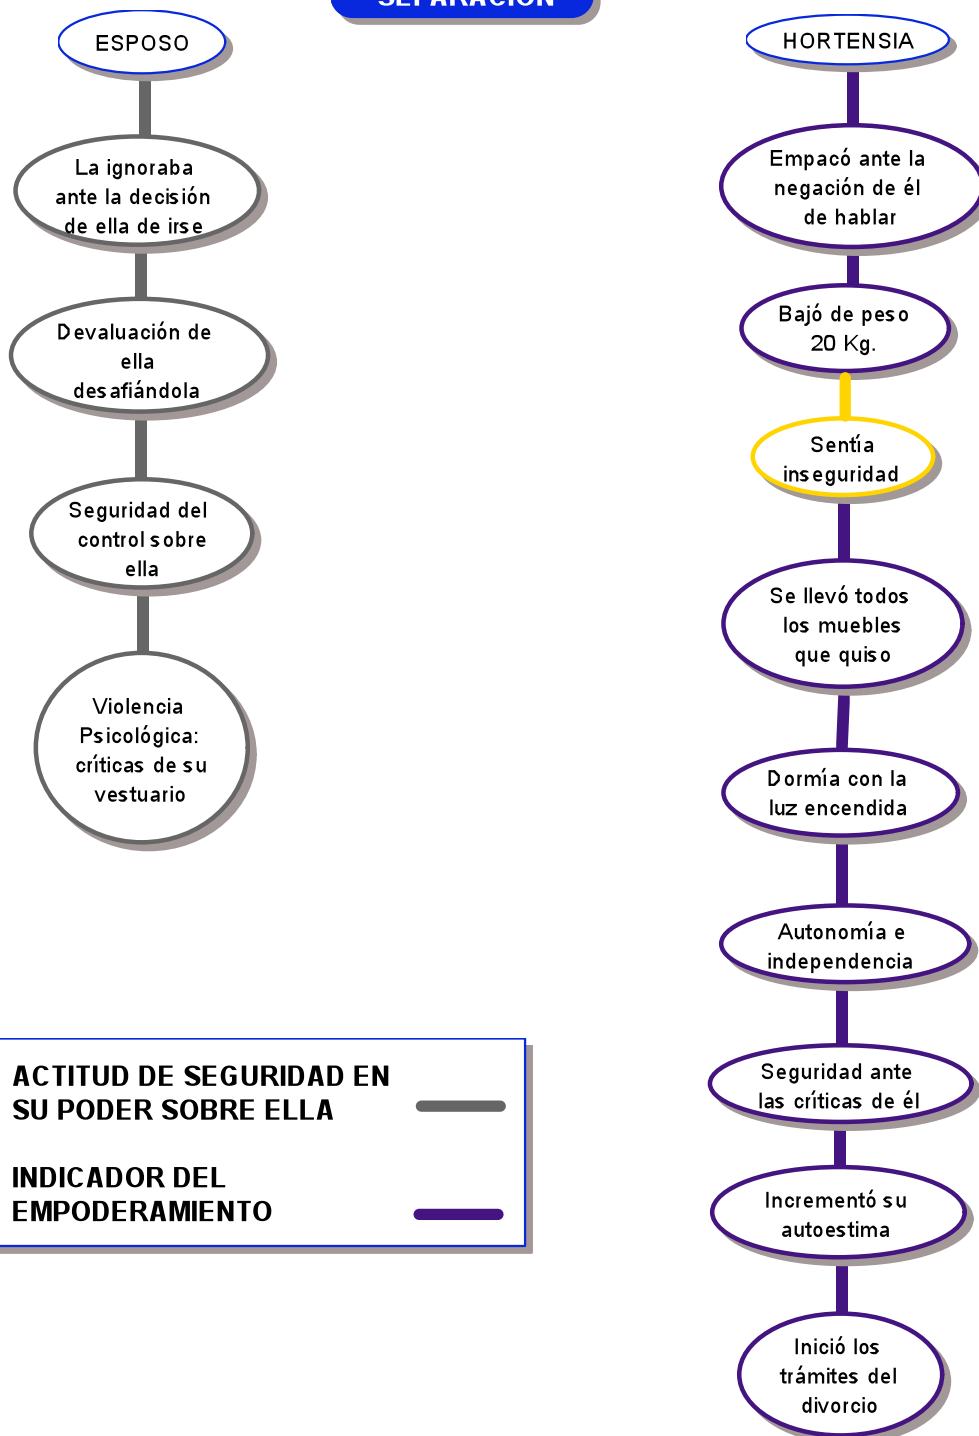 SEPARACIÓN
ESPOSO
La ignoraba
ante la decisión
de ella de irse
Devaluación de
ella
desafiándola
Seguridad del
control sobre
ella
Violencia
Psicológica:
críticas de su
vestuario
HORTENSIA
Empacó ante la
negación de él
de hablar
Bajó de peso
20 Kg.
Sentía
inseguridad
Se llevó todos
los muebles
que quiso
Dormía con la
luz encendida
Autonomía e
independencia
Seguridad ante
las críticas de él
Incrementó su
autoestima
Inició los
trámites del
divorcio
ACTITUD DE SEGURIDAD EN
SU PODER SOBRE ELLA
INDICADOR DEL
EMPODERAMIENTO